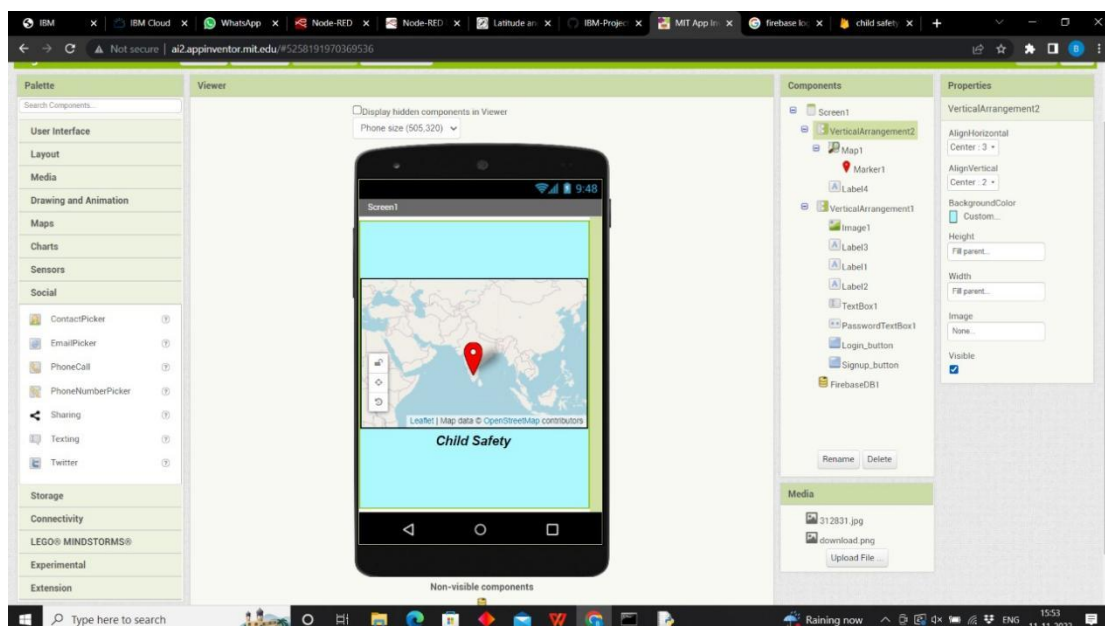 IBM
IBM Cloud
WhatsApp
Node-RED
Node-RED
Latitude an
IBM-Projec
MIT App In
firebase loc
child safety
Not secure | ai2.appinventor.mit.edu/#5258191970369536
Palette
Search Components...
User Interface
Layout
Media
Drawing and Animation
Maps
Charts
Sensors
Social
ContactPicker
EmailPicker
PhoneCall
PhoneNumberPicker
Sharing
Texting
Twitter
Storage
Connectivity
LEGO® MINDSTORMS®
Experimental
Extension
Viewer
Display hidden components in Viewer
Phone size (505,320)
9:48
Screen1
Leaflet | Map data © OpenStreetMap contributors
Child Safety
Non-visible components
Components
Screen1
VerticalArrangement2
Map1
Marker1
Label4
VerticalArrangement1
Image1
Label3
Label1
Label2
TextBox1
PasswordTextBox1
Login_button
Signup_button
FirebaseDB1
Rename Delete
Media
312831.jpg
download.png
Upload File ...
Properties
VerticalArrangement2
AlignHorizontal
Center : 3
AlignVertical
Center : 2
BackgroundColor
Custom...
Height
Fill parent...
Width
Fill parent...
Image
None...
Visible
Type here to search
Raining now
ENG
15:53